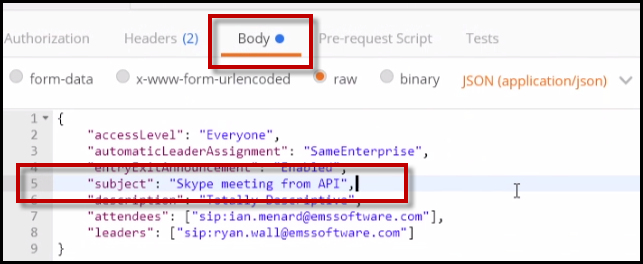 Authorization Headers (2) Body Pre-request Script Tests
form-data x-www-form-urlencoded raw binary JSON (application/json)
1 {
2 "accessLevel": "Everyone",
3 "automaticLeaderAssignment": "SameEnterprise",
4 "entryExitAnnouncement": "Enabled",
5 "subject": "Skype meeting from API",
6 "description": "Totally Descriptive",
7 "attendees": ["sip:ian.menard@emssoftware.com"],
8 "leaders": ["sip:ryan.wall@emssoftware.com"]
9 }